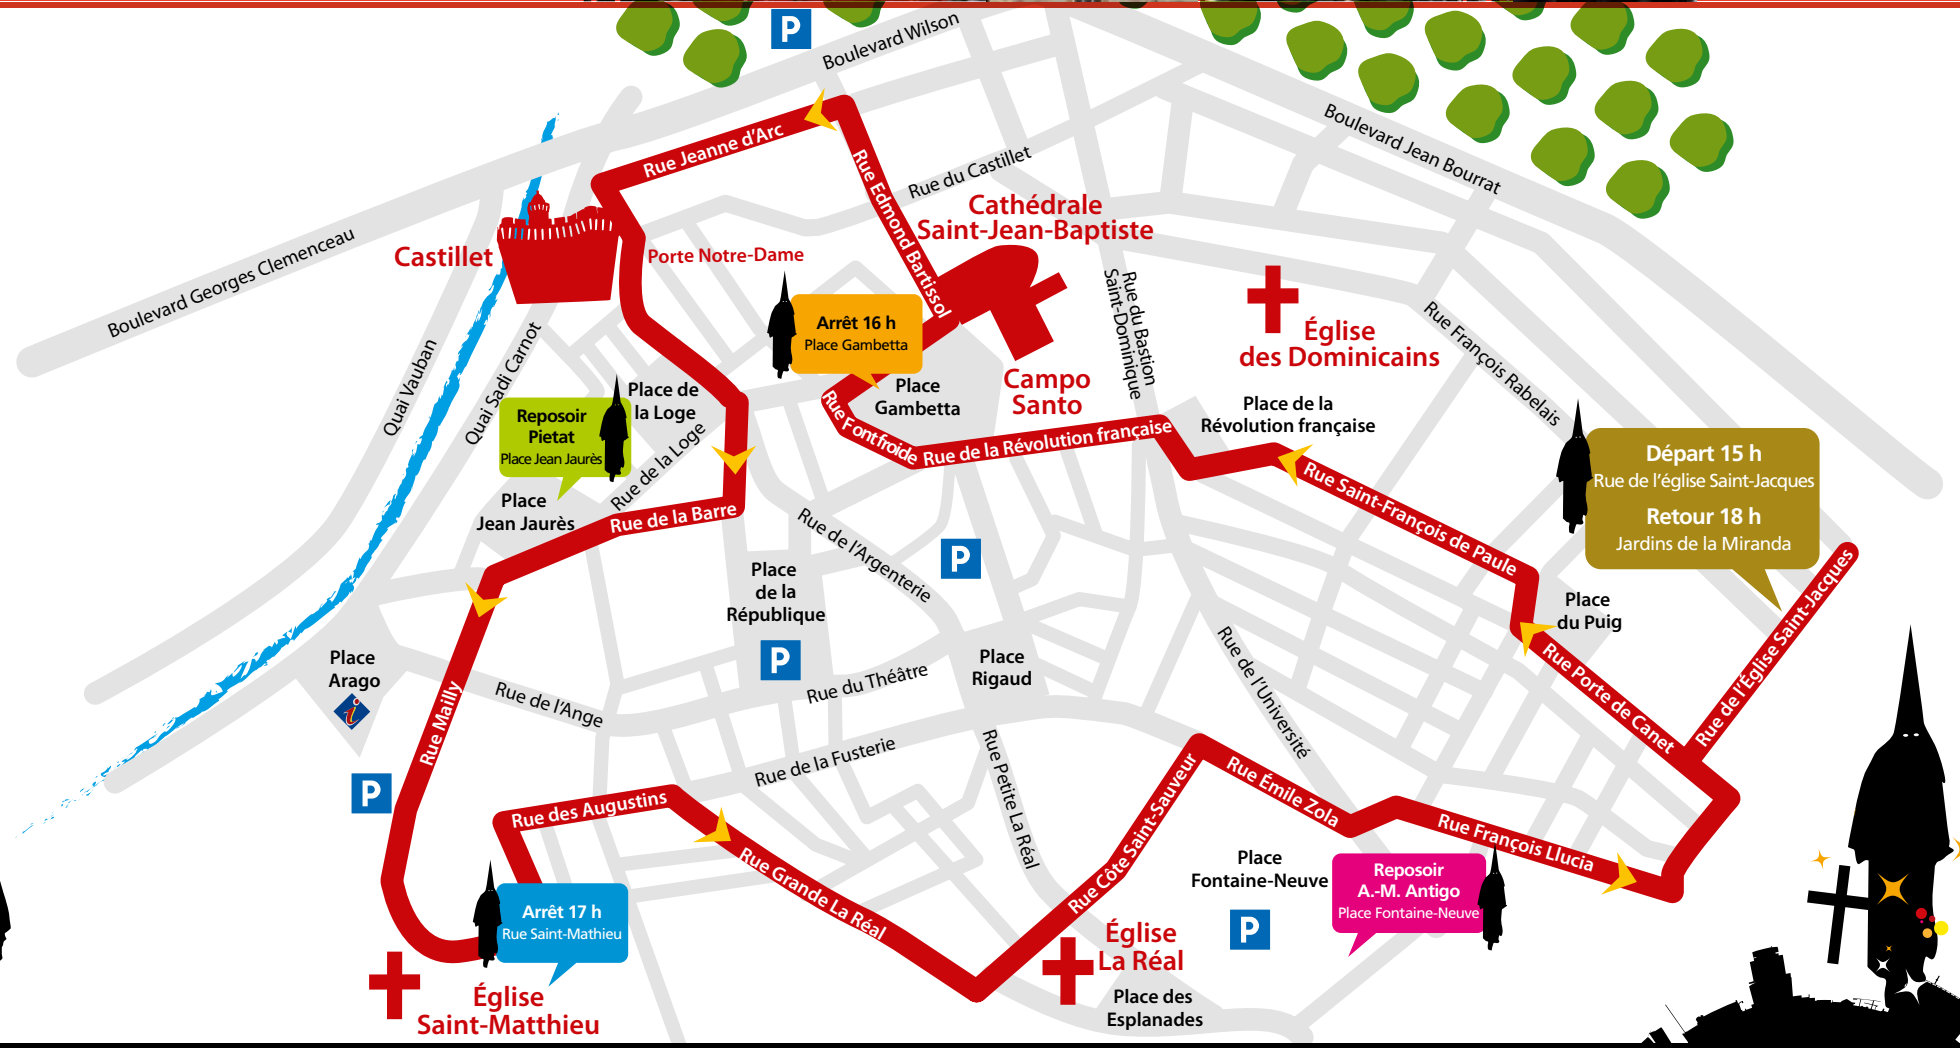 P
Boulevard Wilson
Boulevard Jean Bourrat
Rue Jeanne d'Arc
Rue Edmond Bartissol
Rue du Castillet
Cathédrale
Saint-Jean-Baptiste
Castillet
Porte Notre-Dame
Boulevard Georges Clemenceau
Quai Vauban
Quai Sadi Carnot
Arrêt 16 h
Place Gambetta
Place
Gambetta
Campo
Santo
Rue du Bastion
Saint-Dominique
Église
des Dominicains
Rue François Rabelais
Place de la
Révolution française
Place de
la Loge
Reposoir
Pietat
Place Jean Jaurès
Rue de la Loge
Place
Jean Jaurès
Rue de la Barre
Rue Fontfroide
Rue de la Révolution française
Rue Saint-François de Paule
Départ 15 h
Rue de l'église Saint-Jacques
Retour 18 h
Jardins de la Miranda
Rue de l'Argenterie
P
Place
de la
République
P
Place
du Puig
Rue Porte de Canet
Rue de l'Église Saint-Jacques
Place
Arago
i
Rue Mailly
Rue de l'Ange
Rue du Théâtre
Place
Rigaud
Rue de l'Université
P
Rue de la Fusterie
Rue Petite La Réal
Rue des Augustins
Rue Grande La Réal
Rue Côte Saint-Sauveur
Rue Émile Zola
Rue François Llucia
Place
Fontaine-Neuve
P
Reposoir
A.-M. Antigo
Place Fontaine-Neuve
Arrêt 17 h
Rue Saint-Mathieu
Église
Saint-Matthieu
Église
La Réal
Place des
Esplanades